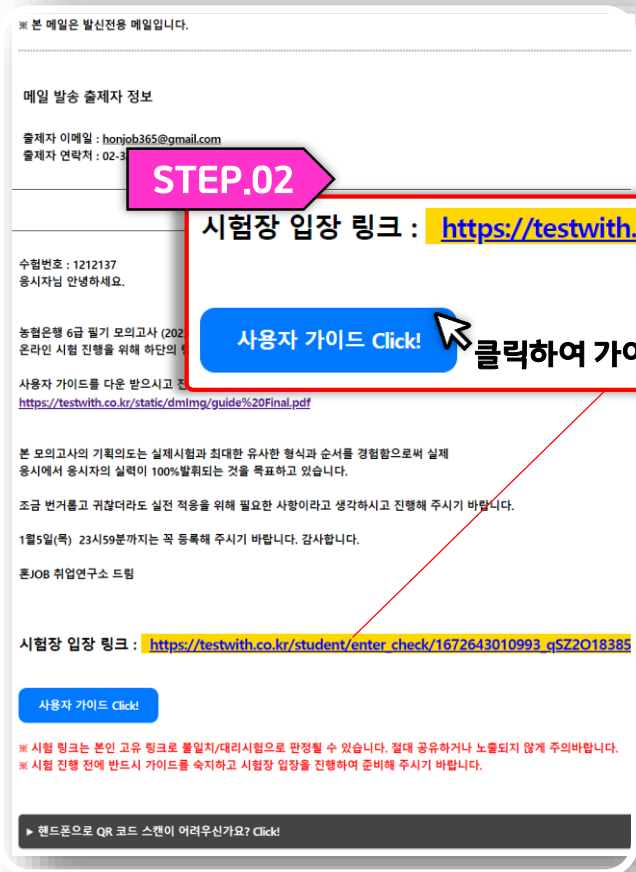 ※ 본 메일은 발신전용 메일입니다.
메일 발송 출제자 정보
출제자 이메일 : honjob365@gmail.com
출제자 연락처 : 02-3
STEP.02
시험장 입장 링크 : https://testwith.
사용자 가이드 Click!
클릭하여 가이
수험번호 : 1212137
응시자님 안녕하세요.
농협은행 6급 필기 모의고사 (202
온라인 시험 진행을 위해 하단의
사용자 가이드를 다운 받으시고
https://testwith.co.kr/static/dmImg/guide%20Final.pdf
본 모의고사의 기획의도는 실제시험과 최대한 유사한 형식과 순서를 경험함으로써 실제
응시에서 응시자의 실력이 100%발휘되는 것을 목표하고 있습니다.
조금 번거롭고 귀찮더라도 실전 적응을 위해 필요한 사항이라고 생각하시고 진행해 주시기 바랍니다.
1월5일(목) 23시59분까지는 꼭 등록해 주시기 바랍니다. 감사합니다.
혼JOB 취업연구소 드림
시험장 입장 링크 : https://testwith.co.kr/student/enter_check/1672643010993_qSZ2O18385
사용자 가이드 Click!
※ 시험 링크는 본인 고유 링크로 불일치/대리시험으로 판정될 수 있습니다. 절대 공유하거나 노출되지 않게 주의바랍니다.
※ 시험 진행 전에 반드시 가이드를 숙지하고 시험장 입장을 진행하여 준비해 주시기 바랍니다.
▶ 핸드폰으로 QR 코드 스캔이 어려우신가요? Click!